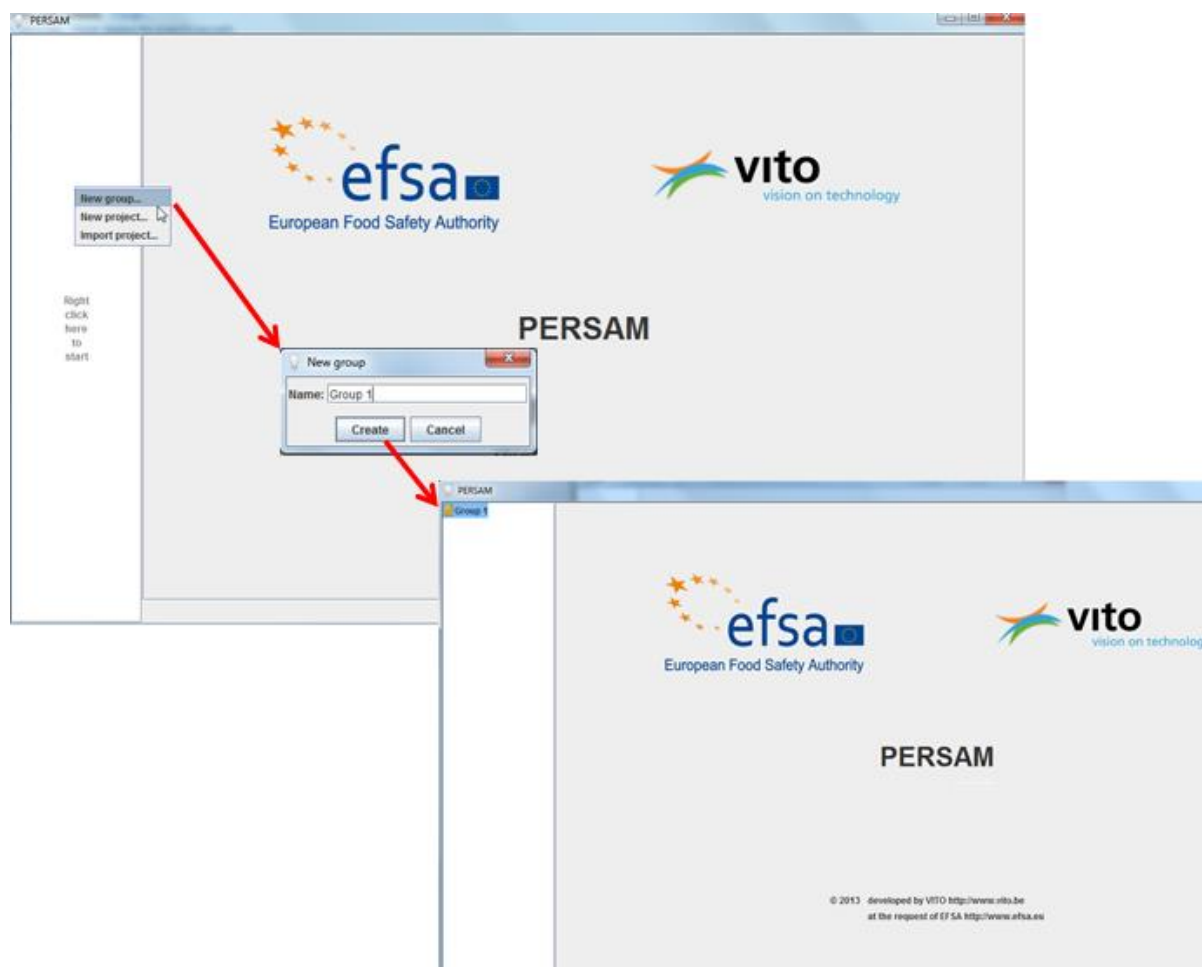 PERSAM
efsa
European Food Safety Authority
vito
vision on technology
New group...
New project...
Import project...
Right
click
here
to
start
PERSAM
New group
Name: Group 1
Create Cancel
PERSAM
Group 1
efsa
European Food Safety Authority
vito
vision on technolog
PERSAM
© 2013 developed by VITO http://www.vito.be
at the request of EFSA http://www.efsa.eu